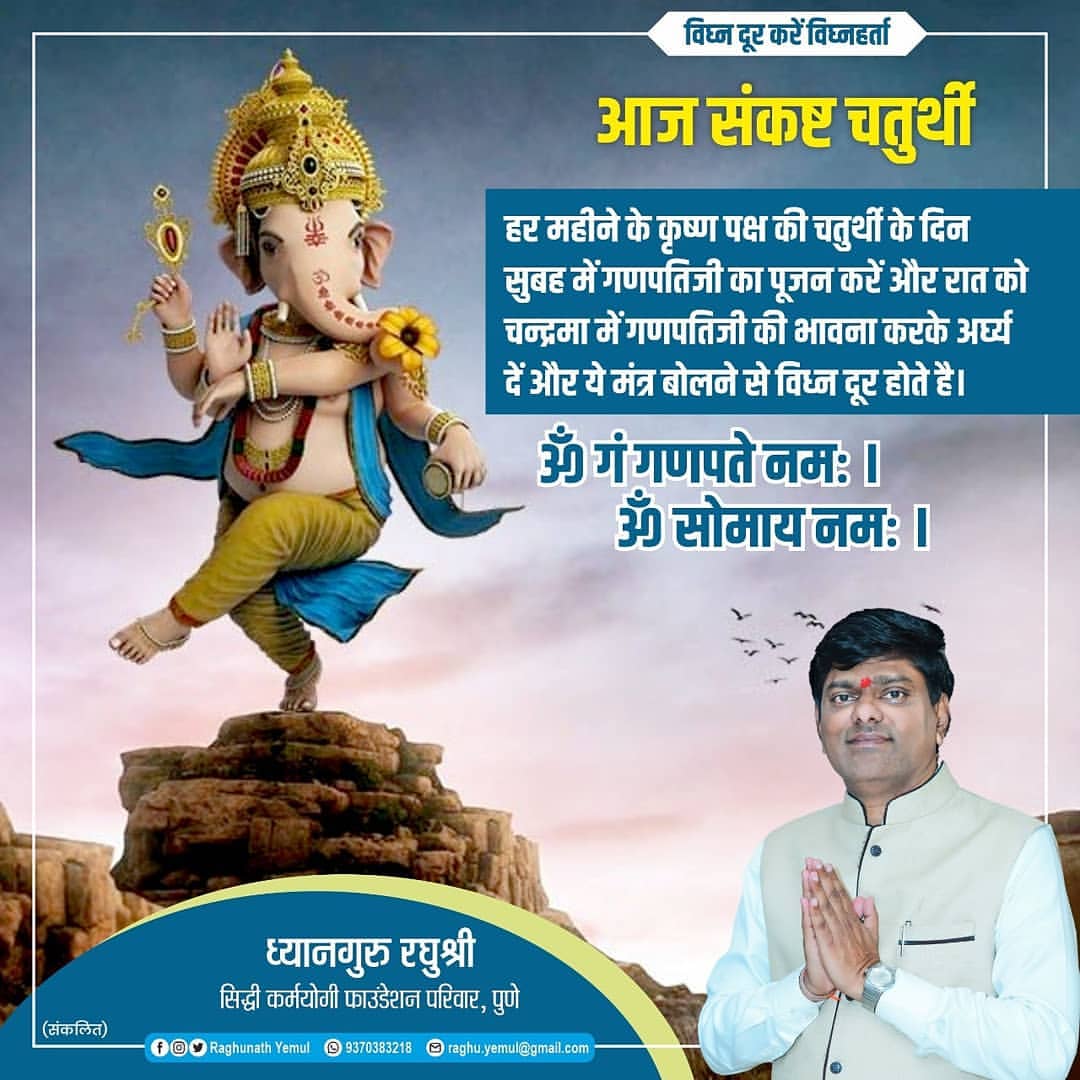 विघ्न दूर करें विघ्नहर्ता
आज संकष्ट चतुर्थी
हर महीने के कृष्ण पक्ष की चतुर्थी के दिन
सुबह में गणपतिजी का पूजन करें और रात को
चन्द्रमा में गणपतिजी की भावना करके अर्घ्य
दें और ये मंत्र बोलने से विघ्न दूर होते है।
ॐ गं गणपते नमः ।
ॐ सोमाय नमः ।
ध्यानगुरु रघुश्री
सिद्धी कर्मयोगी फाउंडेशन परिवार, पुणे
(संकलित)
Raghunath Yemul 9370383218 raghu.yemul@gmail.com